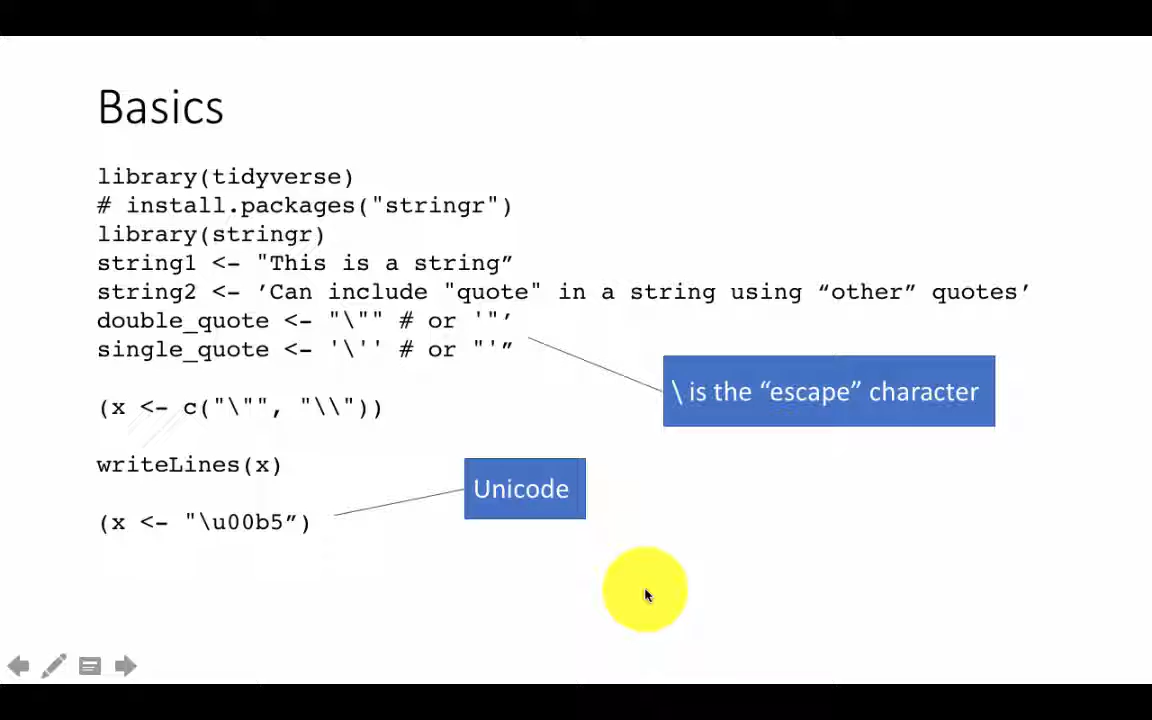 Basics
library(tidyverse)
# install.packages("stringr")
library(stringr)
string1 <- "This is a string”
string2 <- ’Can include "quote" in a string using “other” quotes’
double_quote <- "\"" # or '"’
single_quote <- '\'' # or "'”
\ is the “escape” character
(x <- c("\"", "\\"))
writeLines(x)
Unicode
(x <- "\u00b5”)